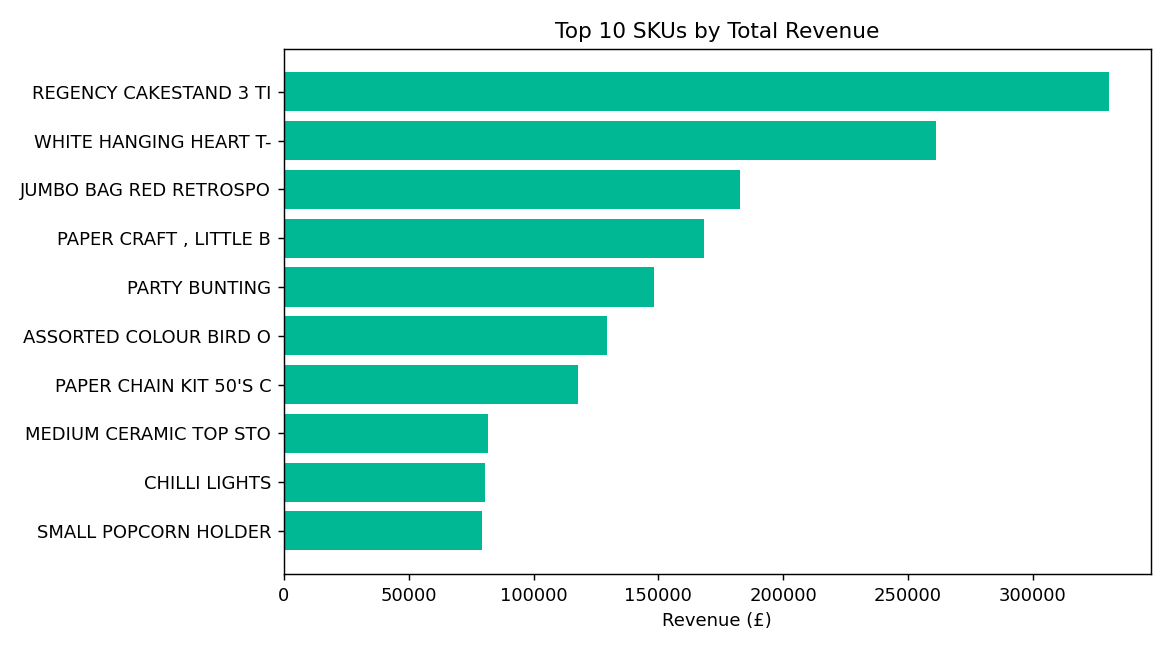 Top 10 SKUs by Total Revenue
REGENCY CAKESTAND 3 TI
WHITE HANGING HEART T-
JUMBO BAG RED RETROSPO
PAPER CRAFT , LITTLE B
PARTY BUNTING
ASSORTED COLOUR BIRD O
PAPER CHAIN KIT 50'S C
MEDIUM CERAMIC TOP STO
CHILLI LIGHTS
SMALL POPCORN HOLDER
0 50000 100000 150000 200000 250000 300000
Revenue (£)